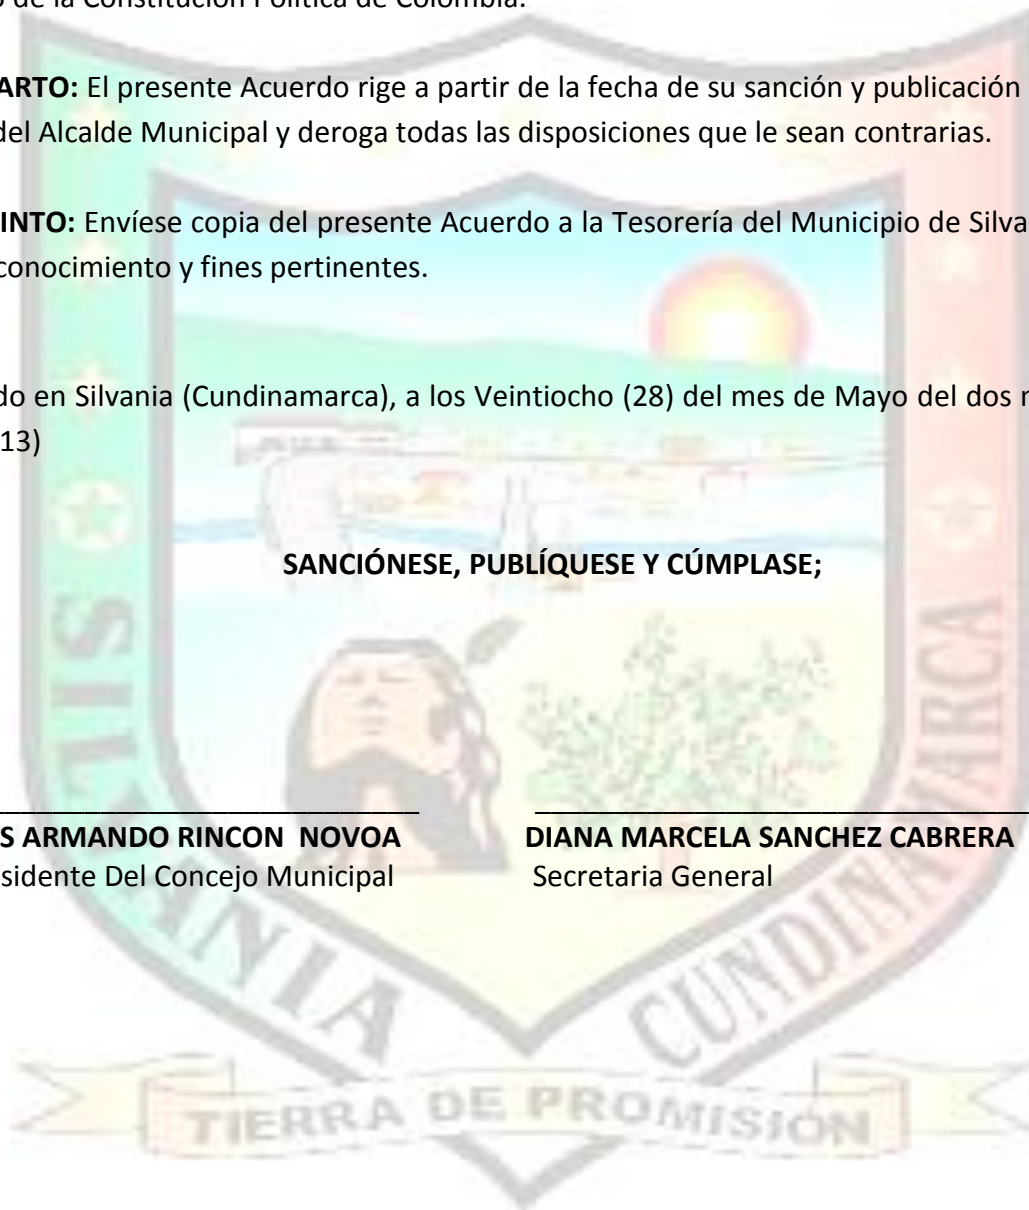 de la Constitución Política de Colombia.
ARTO: El presente Acuerdo rige a partir de la fecha de su sanción y publicación
del Alcalde Municipal y deroga todas las disposiciones que le sean contrarias.
INTO: Envíese copia del presente Acuerdo a la Tesorería del Municipio de Silva
conocimiento y fines pertinentes.
do en Silvania (Cundinamarca), a los Veintiocho (28) del mes de Mayo del dos
13)
SANCIÓNESE, PUBLÍQUESE Y CÚMPLASE;
S ARMANDO RINCON NOVOA DIANA MARCELA SANCHEZ CABRERA
sidente Del Concejo Municipal Secretaria General
SILVANIA CUNDINAMARCA
TIERRA DE PROMISIÓN